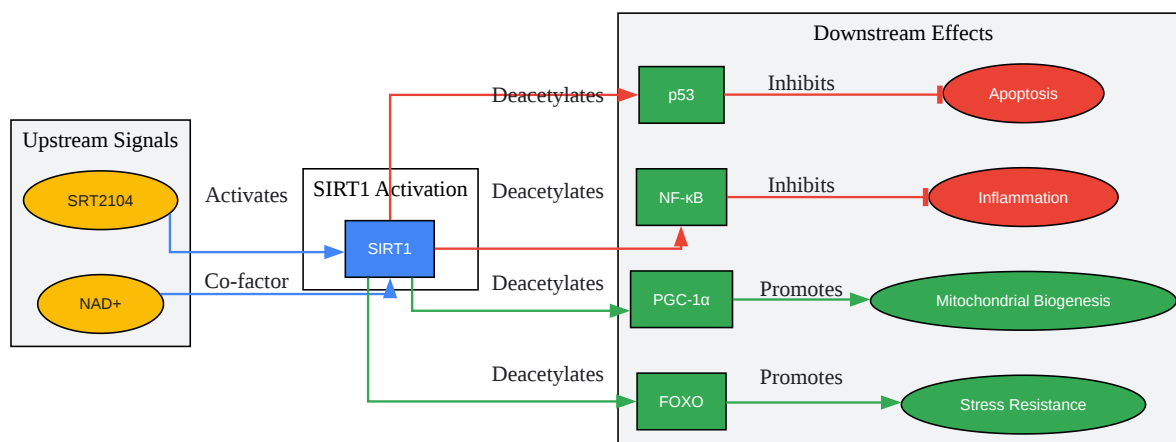 Downstream Effects
Deacetylates
p53
Inhibits
Apoptosis
Upstream Signals
SRT2104
Activates
SIRT1 Activation
Deacetylates
NF-κB
Inhibits
Inflammation
SIRT1
NAD+
Co-factor
Deacetylates
PGC-1α
Promotes
Mitochondrial Biogenesis
Deacetylates
FOXO
Promotes
Stress Resistance